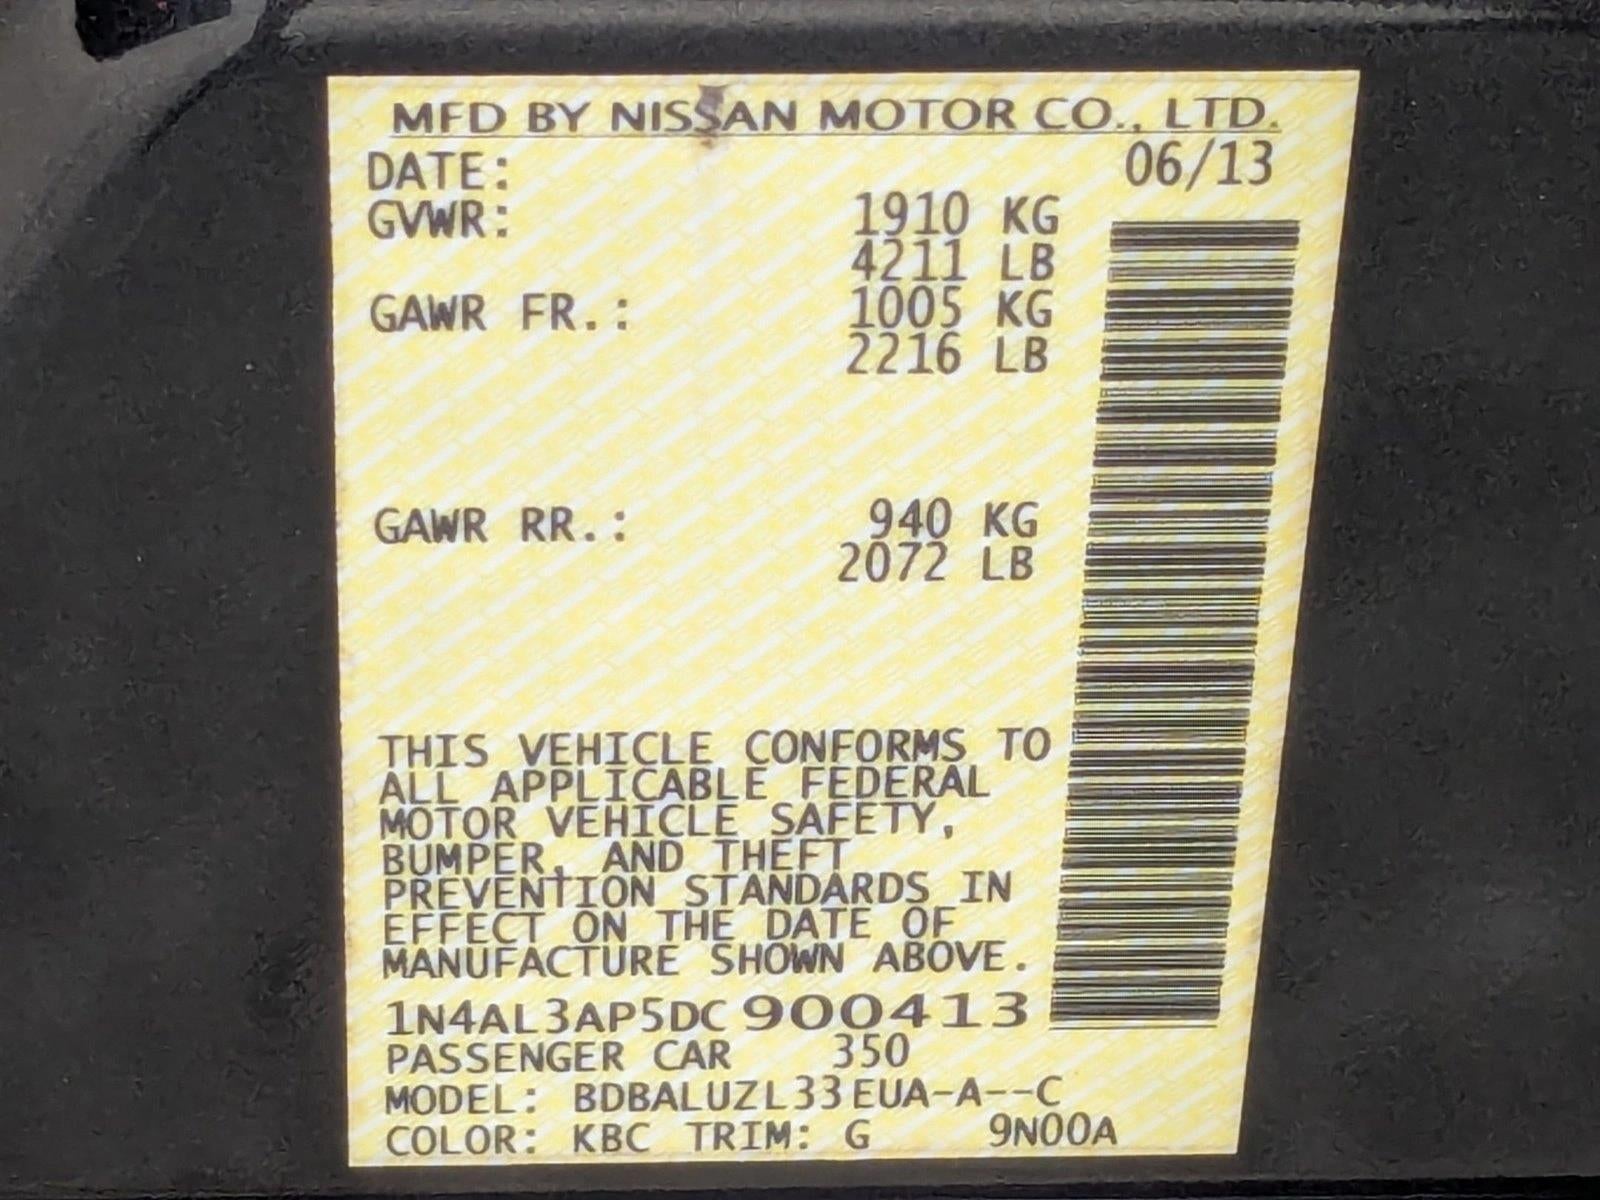 MFD BY NISSAN MOTOR CO., LTD.
DATE: 06/13
GVWR: 1910 KG
4211 LB
GAWR FR.: 1005 KG
2216 LB
GAWR RR.: 940 KG
2072 LB
THIS VEHICLE CONFORMS TO
ALL APPLICABLE FEDERAL
MOTOR VEHICLE SAFETY,
BUMPER, AND THEFT
PREVENTION STANDARDS IN
EFFECT ON THE DATE OF
MANUFACTURE SHOWN ABOVE.
1N4AL3AP5DC900413
PASSENGER CAR 350
MODEL: BDBALUZL33EUA-A--C
COLOR: KBC TRIM: G 9N00A